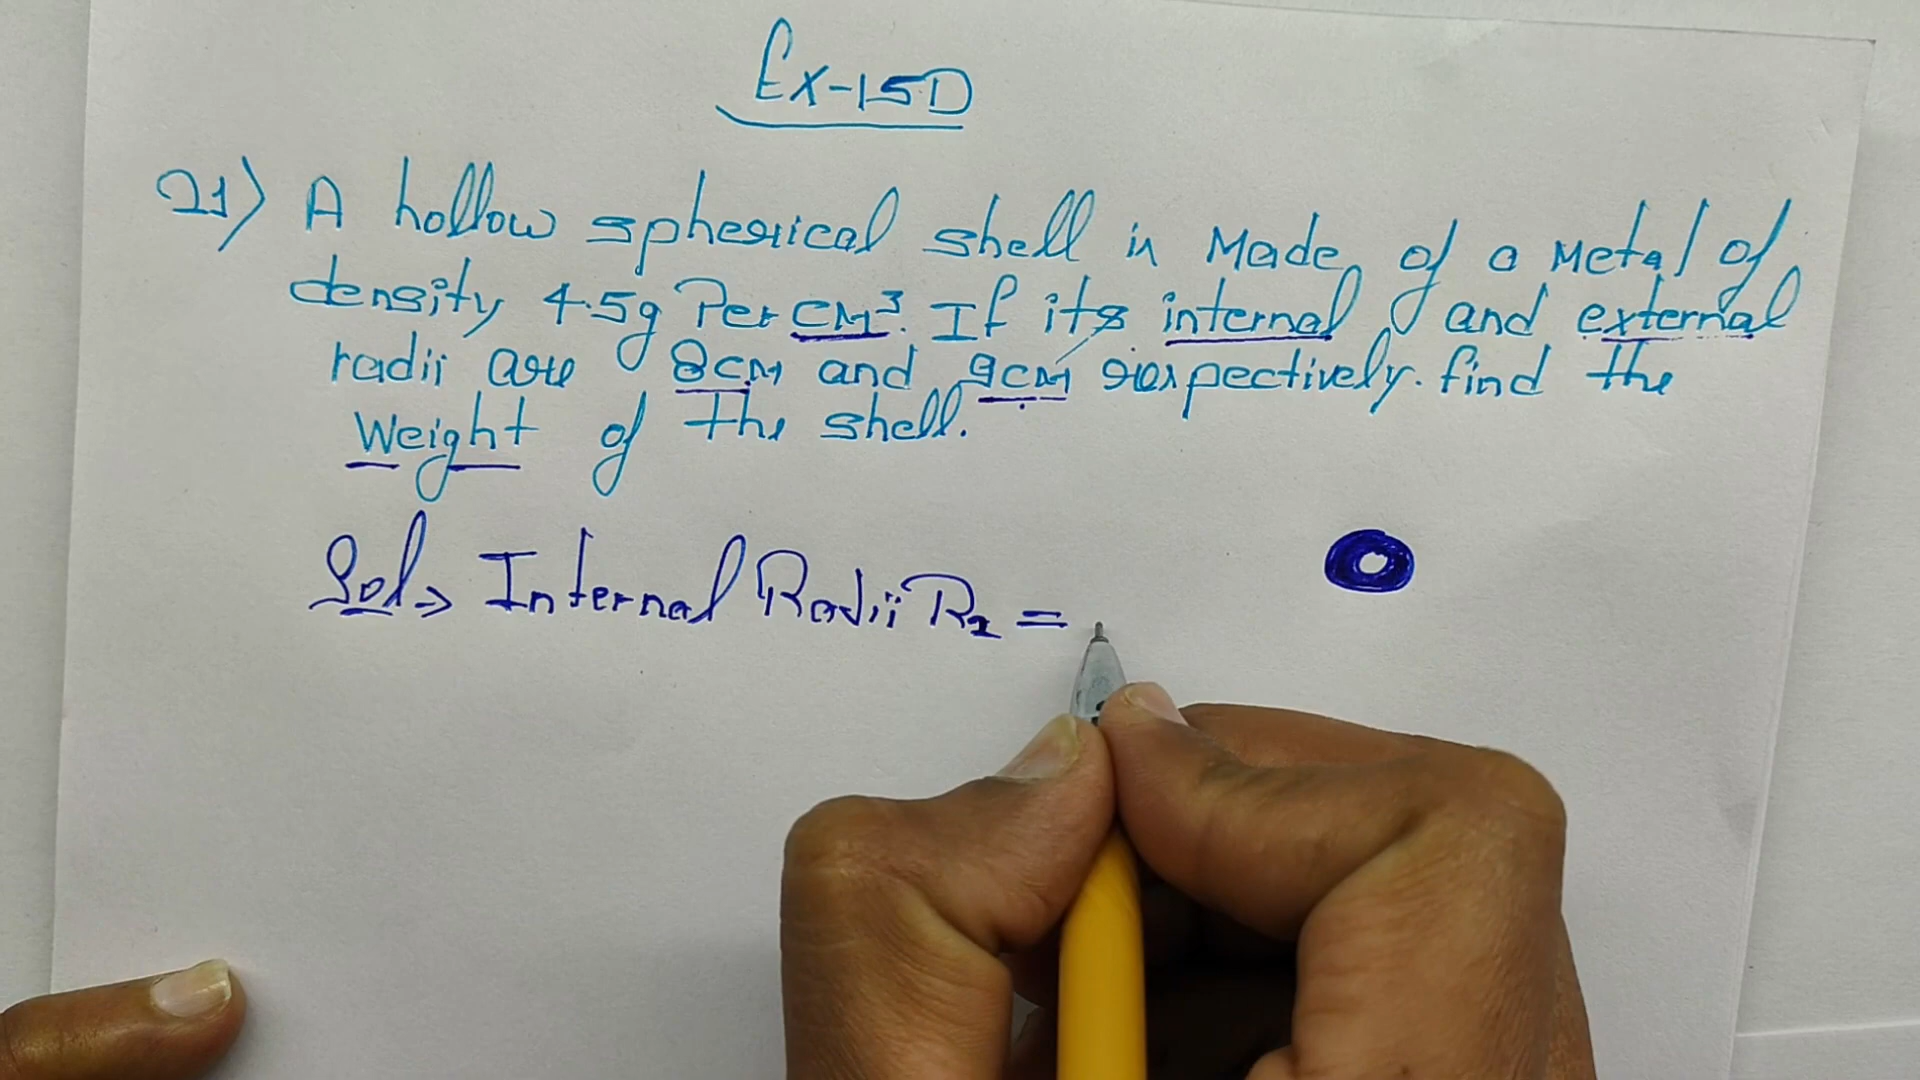 Ex-15D
21) A hollow spherical shell is Made of a Metal of
density 4.5g Per CM³. If its internal and external
radii are 8CM and 9CM respectively. find the
Weight of the shell.
Sol→ Internal Radii R₁ =